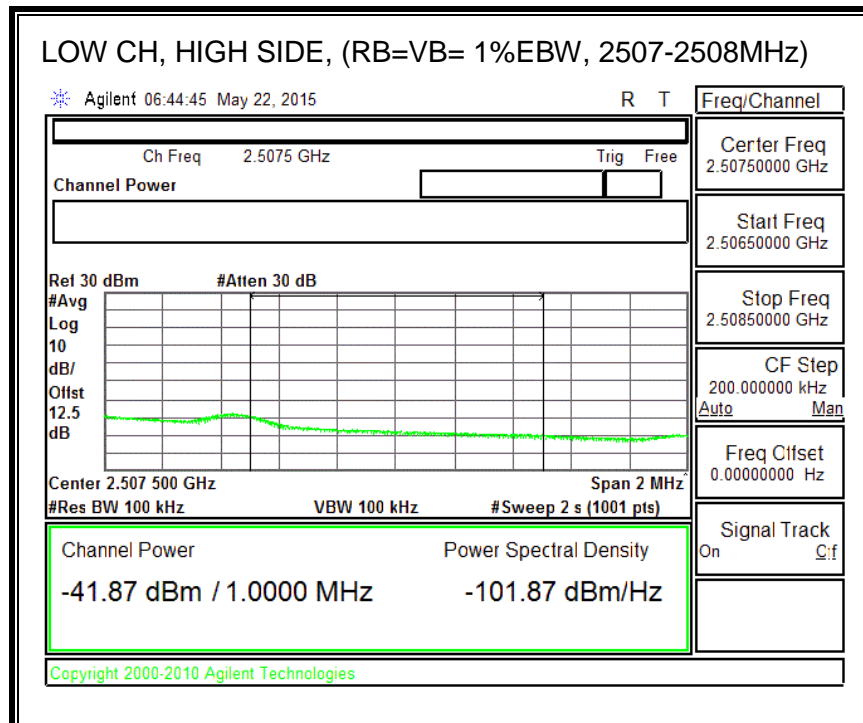 LOW CH, HIGH SIDE, (RB=VB= 1%EBW, 2507-2508MHz)
Agilent 06:44:45 May 22, 2015 R T
Freq/Channel
Ch Freq 2.5075 GHz Trig Free
Channel Power
Center Freq
2.50750000 GHz
Start Freq
2.50650000 GHz
Stop Freq
2.50850000 GHz
CF Step
200.000000 kHz
Auto Man
Freq Offset
0.00000000 Hz
Signal Track
On Off
Ref 30 dBm #Atten 30 dB
#Avg
Log
10
dB/
Offst
12.5
dB
Center 2.507 500 GHz Span 2 MHz
#Res BW 100 kHz VBW 100 kHz #Sweep 2 s (1001 pts)
Channel Power Power Spectral Density
-41.87 dBm / 1.0000 MHz -101.87 dBm/Hz
Copyright 2000-2010 Agilent Technologies